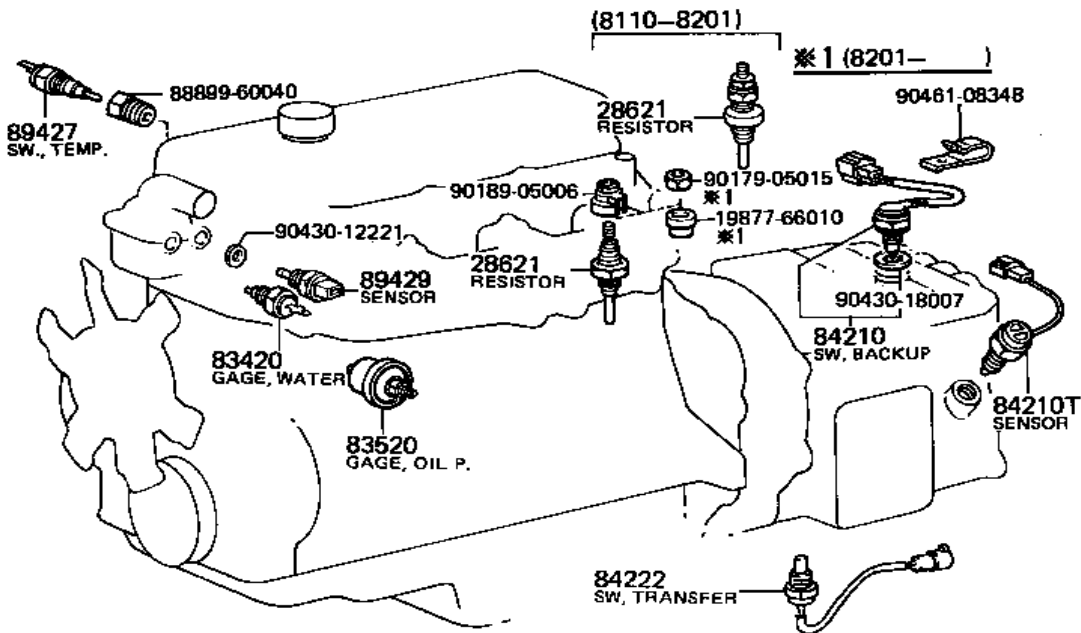 (8110-8201)
※1 (8201-      )
88899-60040
90461-08348
89427
SW., TEMP.
28621
RESISTOR
90189-05006
90179-05015
※1
19877-66010
※1
90430-12221
89429
SENSOR
28621
RESISTOR
90430-18007
84210
SW, BACKUP
83420
GAGE, WATER
84210T
SENSOR
83520
GAGE, OIL P.
84222
SW, TRANSFER